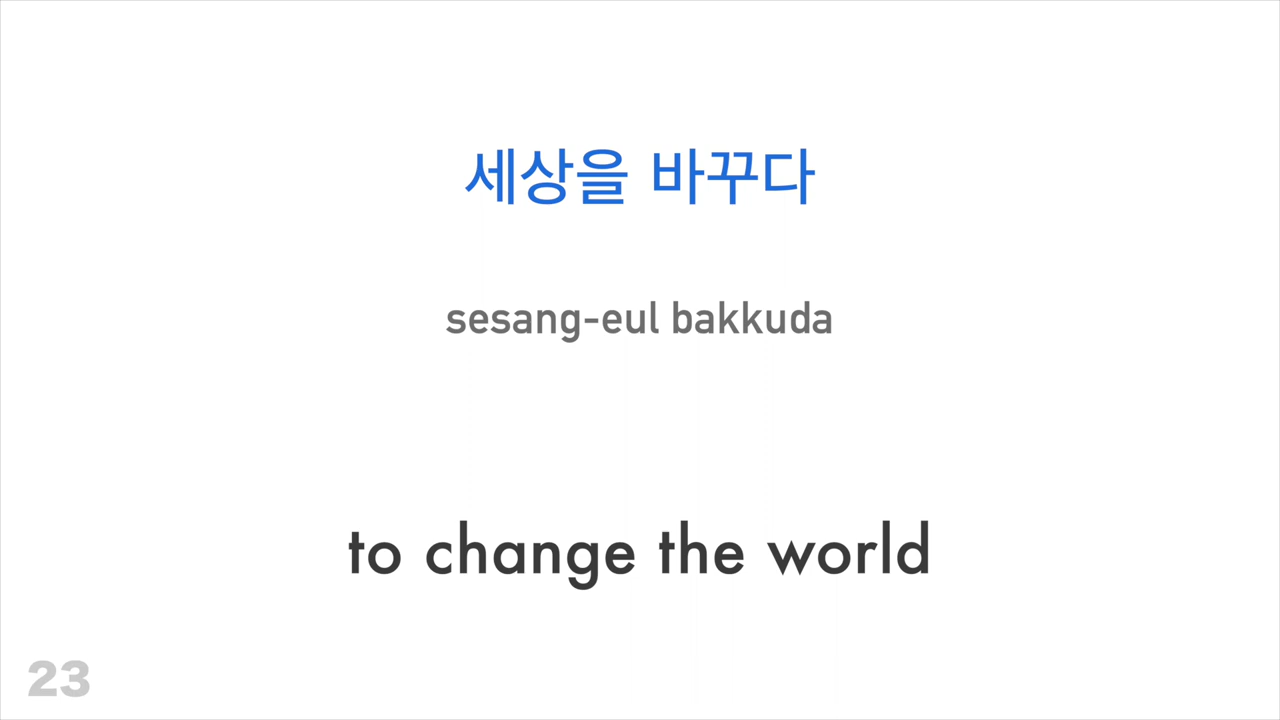 세상을 바꾸다
sesang-eul bakkuda
to change the world
23